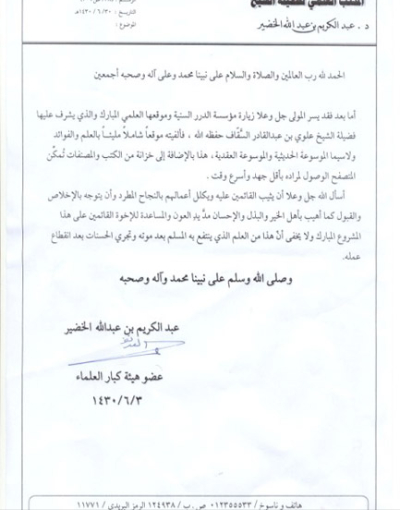 المكتب العلمي لفضيلة الشيخ
د . عبد الكريم بن عبد الله الخضير
التاريخ : ١٤٣٠/٦/٣هـ
الموضوع :
الحمد لله رب العالمين والصلاة والسلام على نبينا محمد وعلى آله وصحبه أجمعين
أما بعد فقد يسر المولى جل وعلا زيارة مؤسسة الدرر السنية وموقعها العلمي المبارك والذي يشرف عليها
فضيلة الشيخ علوي بن عبدالقادر السقَّاف حفظه الله ، فألفيته موقعاً شاملاً مليئاً بالعلم والفوائد
ولاسيما الموسوعة الحديثية والموسوعة العقدية ، هذا بالإضافة إلى خزانة من الكتب والمصنفات تُمكِّن
المتصفح الوصول لمراده بأقل جهد وأسرع وقت .
أسأل الله جل وعلا أن يثيب القائمين عليه ويكلل أعمالهم بالنجاح المطرد وأن يتوجه بالإخلاص
والقبول كما أهيب بأهل الخير والبذل والإحسان مدَّ يدِ العون والمساعدة للإخوة القائمين على هذا
المشروع المبارك ولا يخفى أنَّ هذا من العلم الذي ينتفع به المسلم بعد موته وتجري الحسنات بعد انقطاع
عمله.
وصلى الله وسلم على نبينا محمد وآله وصحبه
عبد الكريم بن عبدالله الخضير
عضو هيئة كبار العلماء
١٤٣٠/٦/٣
هاتف و ناسوخ / ٠١٢٣٥٥٥٣٣ ص.ب / ١٢٤٩٣٨ الرمز البريدي / ١١٧٧١